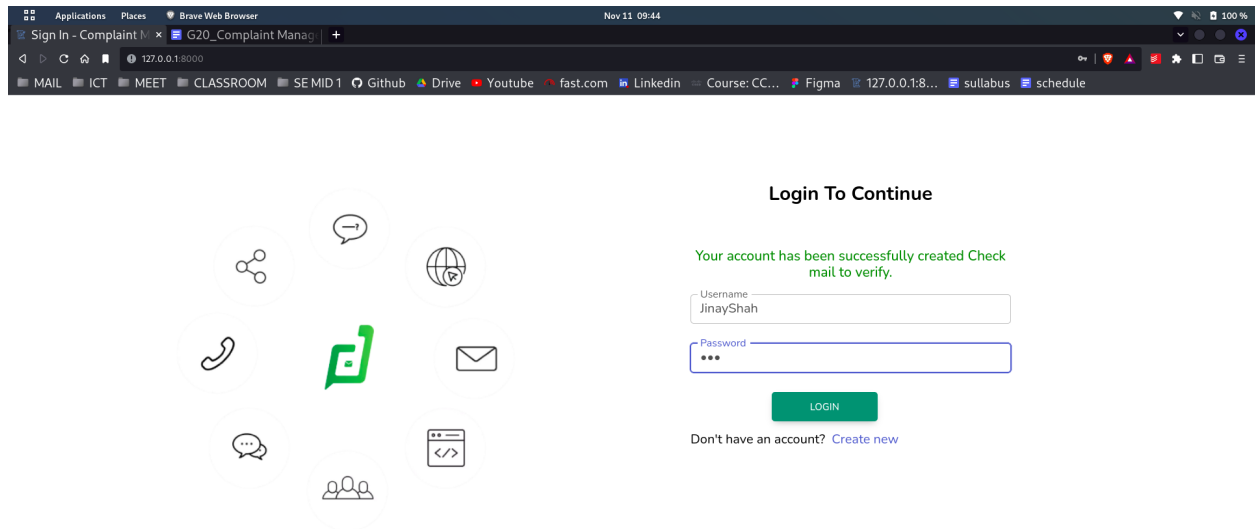 Applications Places Brave Web Browser Nov 11 09:44 100 %
Sign In - Complaint M × G20_Complaint Manag +
127.0.0.1:8000
MAIL ICT MEET CLASSROOM SE MID 1 Github Drive Youtube fast.com Linkedin Course: CC... Figma 127.0.0.1:8... sullabus schedule
Login To Continue
Your account has been successfully created Check
mail to verify.
Username
JinayShah
Password
•••
LOGIN
Don't have an account? Create new